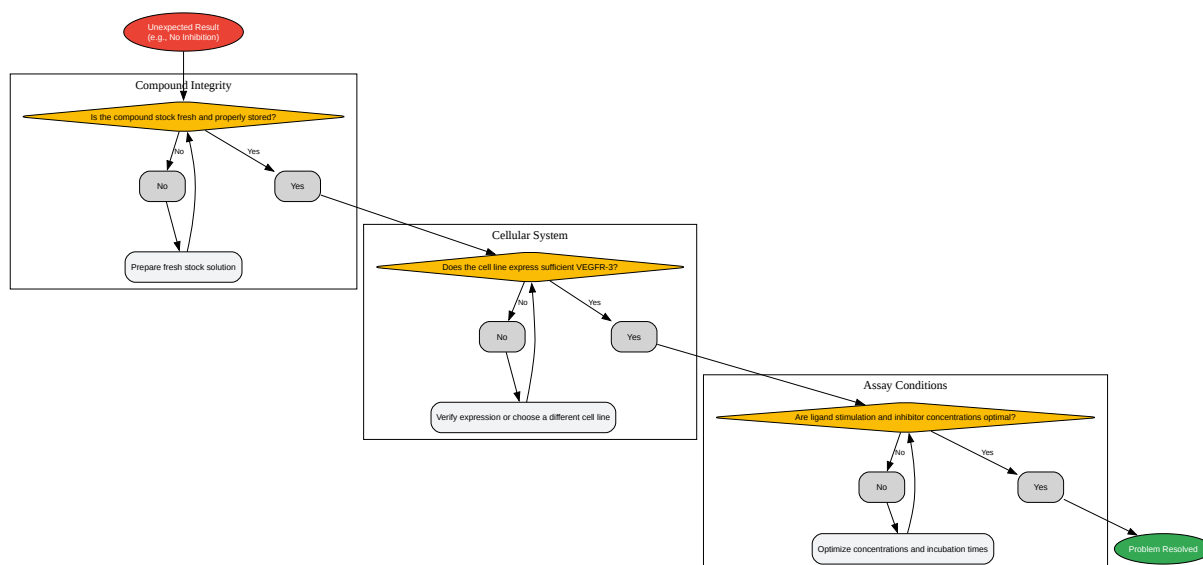 Unexpected Result
(e.g., No Inhibition)
Compound Integrity
Is the compound stock fresh and properly stored?
No
Yes
No
Yes
Prepare fresh stock solution
Cellular System
Does the cell line express sufficient VEGFR-3?
No
Yes
No
Yes
Verify expression or choose a different cell line
Assay Conditions
Are ligand stimulation and inhibitor concentrations optimal?
No
Yes
No
Yes
Optimize concentrations and incubation times
Problem Resolved